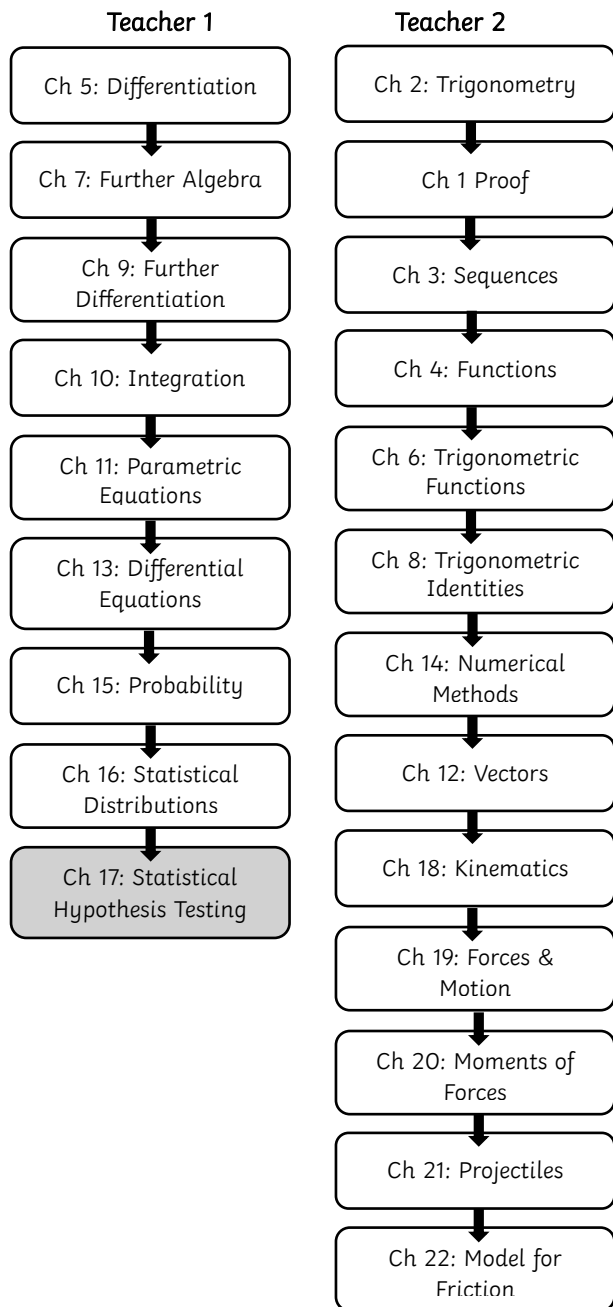 Teacher 1
Ch 5: Differentiation
Ch 7: Further Algebra
Ch 9: Further
Differentiation
Ch 10: Integration
Ch 11: Parametric
Equations
Ch 13: Differential
Equations
Ch 15: Probability
Ch 16: Statistical
Distributions
Ch 17: Statistical
Hypothesis Testing
Teacher 2
Ch 2: Trigonometry
Ch 1 Proof
Ch 3: Sequences
Ch 4: Functions
Ch 6: Trigonometric
Functions
Ch 8: Trigonometric
Identities
Ch 14: Numerical
Methods
Ch 12: Vectors
Ch 18: Kinematics
Ch 19: Forces &
Motion
Ch 20: Moments of
Forces
Ch 21: Projectiles
Ch 22: Model for
Friction